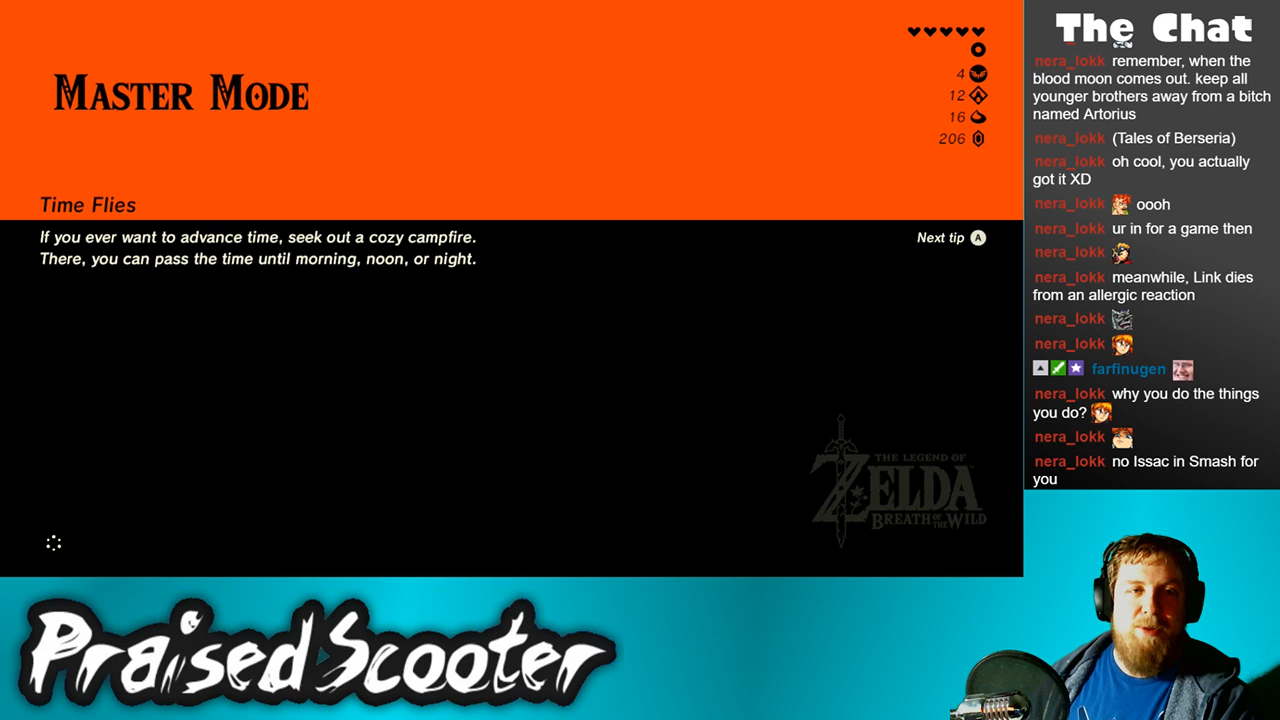 Master Mode
4
12
16
206
Time Flies
If you ever want to advance time, seek out a cozy campfire.
There, you can pass the time until morning, noon, or night.
Next tip A
THE LEGEND OF
ZELDA
BREATH OF THE WILD
PraisedScooter
The Chat
nera_lokk remember, when the
blood moon comes out. keep all
younger brothers away from a bitch
named Artorius
nera_lokk (Tales of Berseria)
nera_lokk oh cool, you actually
got it XD
nera_lokk oooh
nera_lokk ur in for a game then
nera_lokk
nera_lokk meanwhile, Link dies
from an allergic reaction
nera_lokk
nera_lokk
farfinugen
nera_lokk why you do the things
you do?
nera_lokk
nera_lokk no Issac in Smash for
you